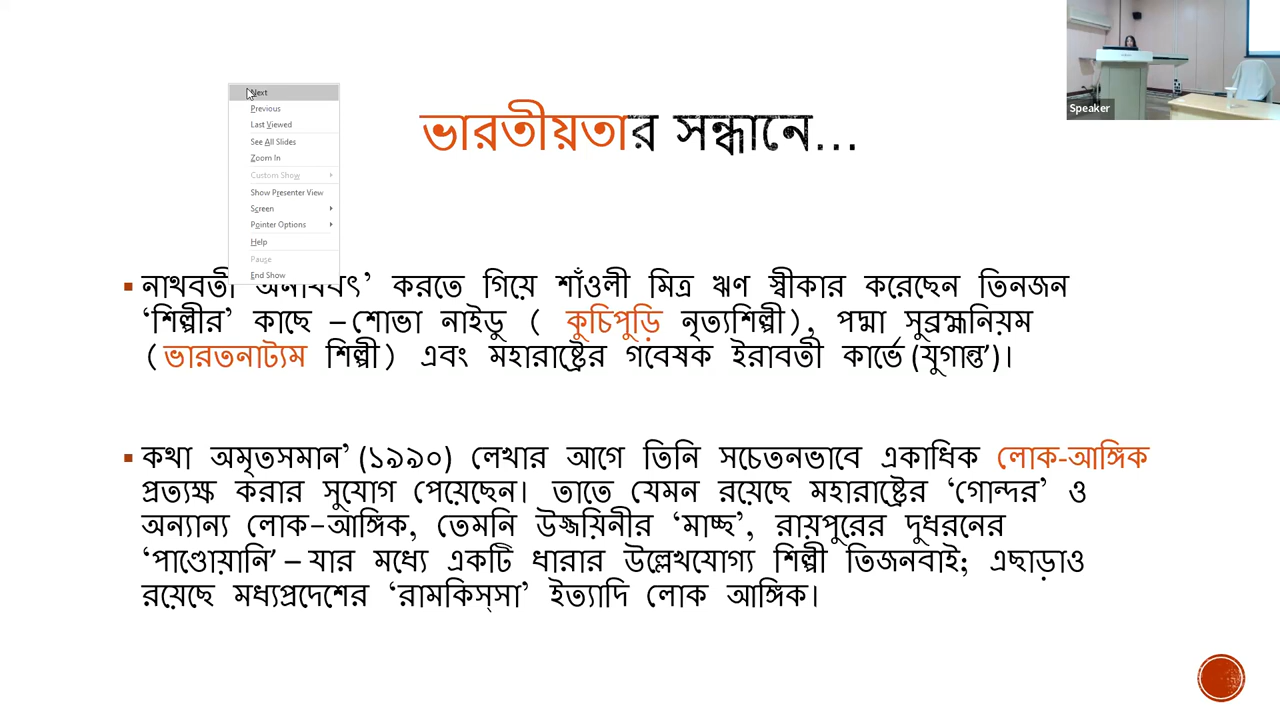 Speaker
Next
Previous
Last Viewed
See All Slides
Zoom In
Custom Show
Show Presenter View
Screen
Pointer Options
Help
Pause
End Show
ভারতীয়তার সন্ধানে...
নাথবতী অনাথবৎ’ করতে গিয়ে শাঁওলী মিত্র ঋণ স্বীকার করেছেন তিনজন
‘শিল্পীর’ কাছে – শোভা নাইডু ( কুচিপুড়ি নৃত্যশিল্পী), পদ্মা সুব্রহ্মনিয়ম
(ভারতনাট্যম শিল্পী) এবং মহারাষ্ট্রের গবেষক ইরাবতী কার্ভে (যুগান্ত’)।
কথা অমৃতসমান’ (১৯৯০) লেখার আগে তিনি সচেতনভাবে একাধিক লোক-আঙ্গিক
প্রত্যক্ষ করার সুযোগ পেয়েছেন। তাতে যেমন রয়েছে মহারাষ্ট্রের ‘গোন্দর’ ও
অন্যান্য লোক-আঙ্গিক, তেমনি উজ্জয়িনীর ‘মাচ্ছ’, রায়পুরের দুধরনের
‘পাণ্ডোয়ানি’ – যার মধ্যে একটি ধারার উল্লেখযোগ্য শিল্পী তিজনবাই; এছাড়াও
রয়েছে মধ্যপ্রদেশের ‘রামকিস্‌সা’ ইত্যাদি লোক আঙ্গিক।